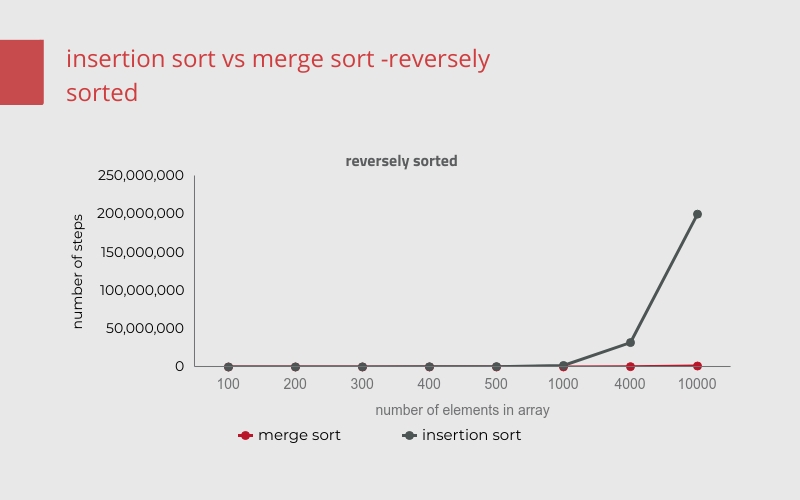 insertion sort vs merge sort -reversely
sorted
reversely sorted
250,000,000
200,000,000
150,000,000
100,000,000
50,000,000
0
number of steps
100 200 300 400 500 1000 4000 10000
number of elements in array
merge sort insertion sort